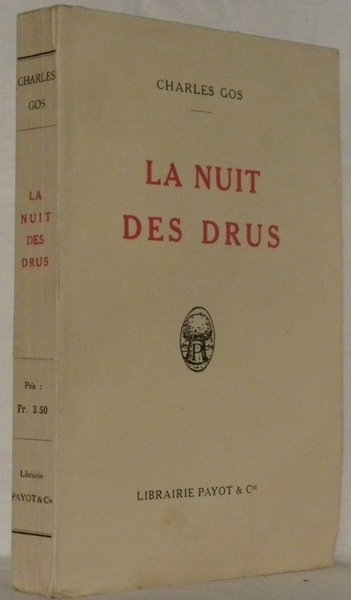 CHARLES
GOS
LA
NUIT
DES
DRUS
Prix :
Fr. 3.50
Librairie
PAYOT & Cie
CHARLES GOS
LA NUIT
DES DRUS
P
LIBRAIRIE PAYOT & Cie